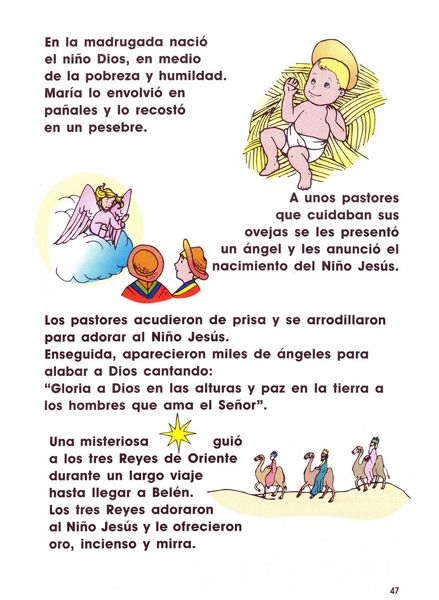 En la madrugada nació
el niño Dios, en medio
de la pobreza y humildad.
María lo envolvió en
pañales y lo recostó
en un pesebre.
A unos pastores
que cuidaban sus
ovejas se les presentó
un ángel y les anunció el
nacimiento del Niño Jesús.
Los pastores acudieron de prisa y se arrodillaron
para adorar al Niño Jesús.
Enseguida, aparecieron miles de ángeles para
alabar a Dios cantando:
“Gloria a Dios en las alturas y paz en la tierra a
los hombres que ama el Señor”.
Una misteriosa guió
a los tres Reyes de Oriente
durante un largo viaje
hasta llegar a Belén.
Los tres Reyes adoraron
al Niño Jesús y le ofrecieron
oro, incienso y mirra.
47